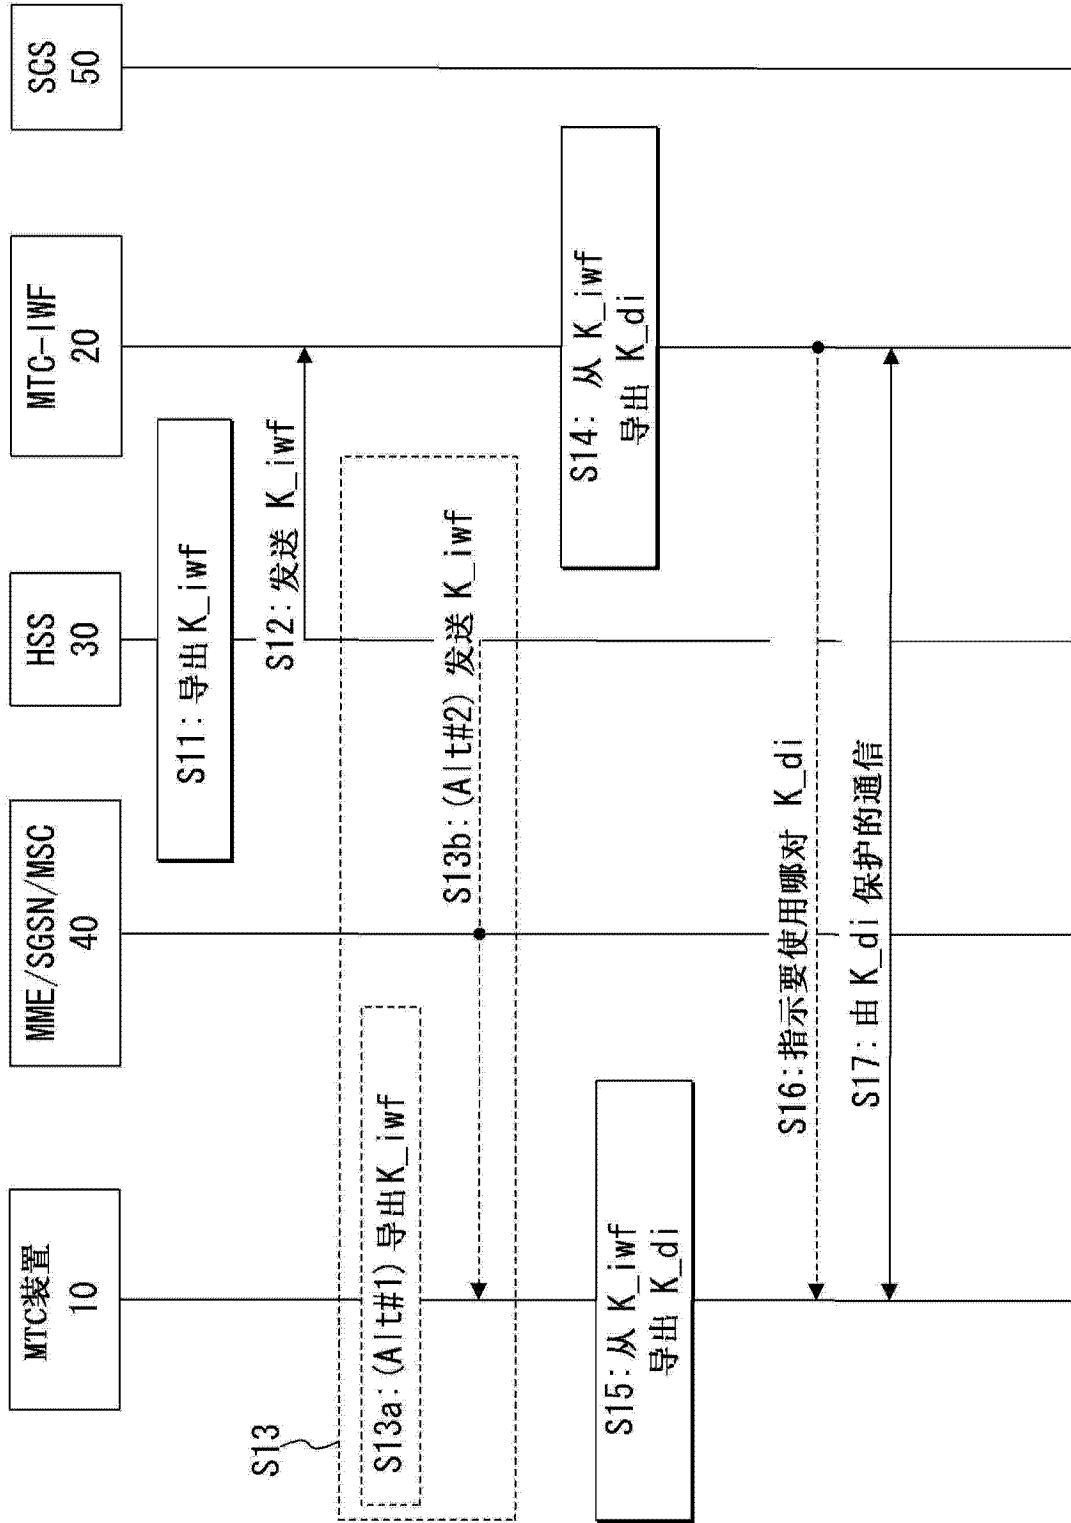 MTC装置
10
MME/SGSN/MSC
40
HSS
30
MTC-IWF
20
SCS
50
S11:导出K_iwf
S12:发送 K_iwf
S13
S13a:(Alt#1)导出K_iwf
S13b:(Alt#2)发送 K_iwf
S14: 从 K_iwf
导出 K_di
S15:从 K_iwf
导出 K_di
S16:指示要使用哪对 K_di
S17:由 K_di 保护的通信